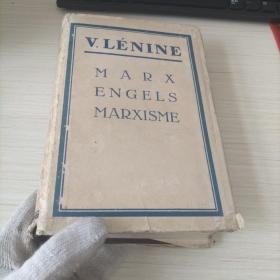 V. LÉNINE
MARX
ENGELS
MARXISME